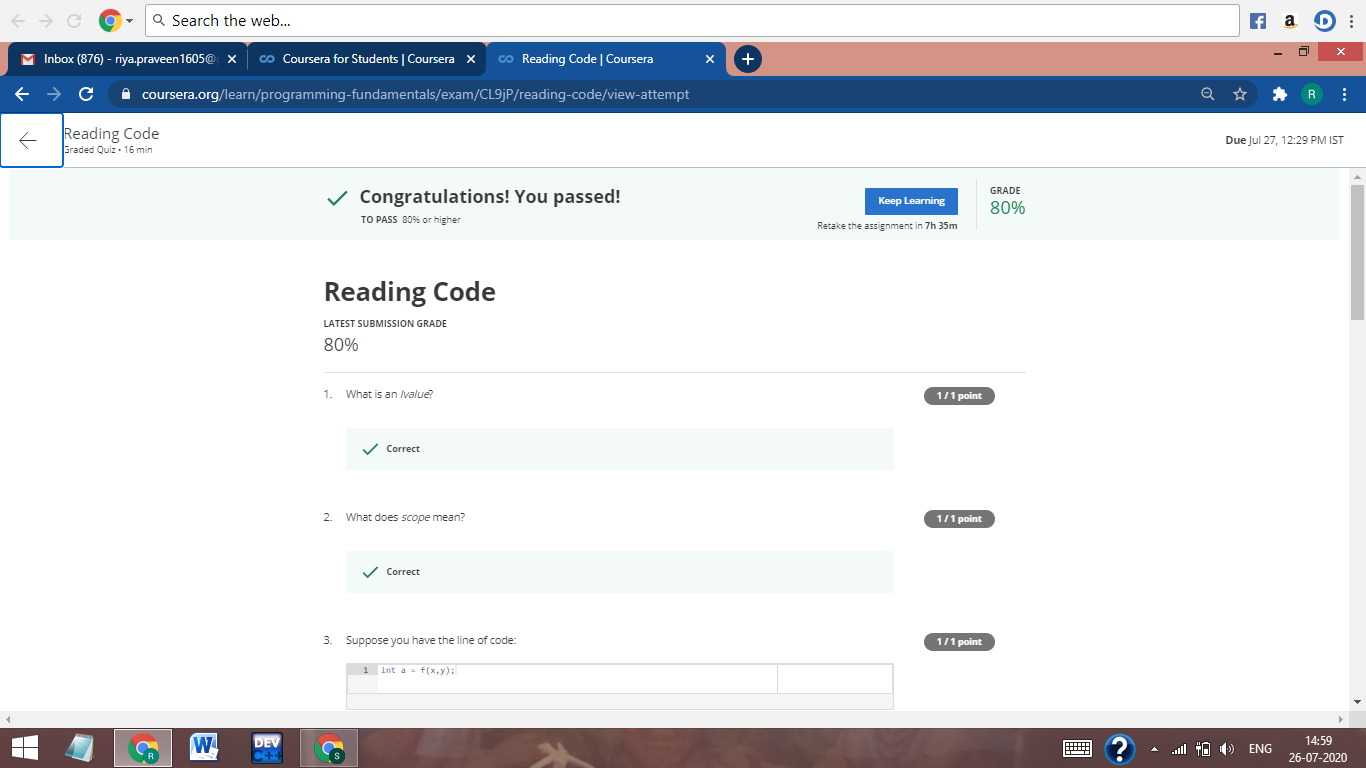 Search the web...
Inbox (876) - riya.praveen1605@
Coursera for Students | Coursera
Reading Code | Coursera
coursera.org/learn/programming-fundamentals/exam/CL9jP/reading-code/view-attempt
R
Reading Code
Graded Quiz • 16 min
Due Jul 27, 12:29 PM IST
Congratulations! You passed!
TO PASS 80% or higher
Keep Learning
Retake the assignment in 7h 35m
GRADE
80%
Reading Code
LATEST SUBMISSION GRADE
80%
1. What is an lvalue?
1 / 1 point
Correct
2. What does scope mean?
1 / 1 point
Correct
3. Suppose you have the line of code:
1 / 1 point
1 int a = f(x,y);
R
DEV
C++
S
ENG
14:59
26-07-2020